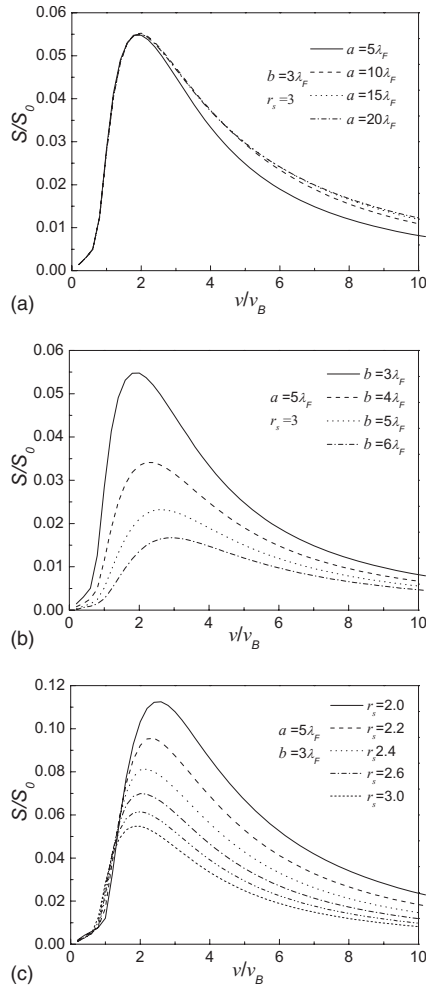 0.06
0.05
0.04
0.03
0.02
0.01
0.00
S/S₀
a =5λF
a =10λF
a =15λF
a =20λF
b =3λF
rs =3
0 2 4 6 8 10
v/vB
(a)
0.06
0.05
0.04
0.03
0.02
0.01
0.00
S/S₀
b =3λF
b =4λF
b =5λF
b =6λF
a =5λF
rs =3
0 2 4 6 8 10
v/vB
(b)
0.12
0.10
0.08
0.06
0.04
0.02
0.00
S/S₀
rs=2.0
rs=2.2
rs2.4
rs=2.6
rs=3.0
a =5λF
b =3λF
0 2 4 6 8 10
v/vB
(c)